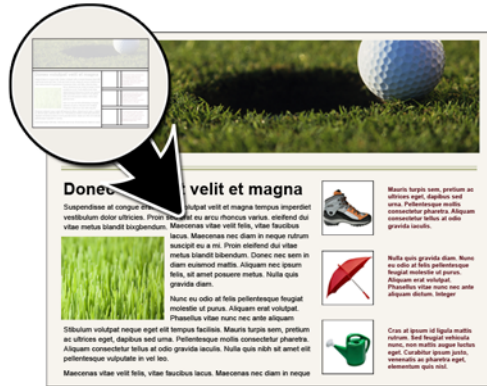 Donec velit et magna
Suspendisse at congue volutpat velit et magna tempus imperdiet
vestibulum dolor ultricies. Proin erat eu arcu rhoncus varius. eleifend dui
vitae metus blandit bixgbendum. Maecenas vitae velit felis, vitae faucibus
lacus. Maecenas nec diam in neque rutrum
suscipit eu a mi. Proin eleifend dui vitae
metus blandit bibendum. Donec nec sem in
diam euismod mattis. Aliquam nec ipsum
felis, sit amet posuere metus. Nulla quis
gravida diam.
Nunc eu odio at felis pellentesque feugiat
molestie ut purus. Aliquam erat volutpat.
Phasellus vitae nunc nec ante aliquam
Stibulum volutpat neque eget elit tempus facilisis. Mauris turpis sem, pretium
ac ultrices eget, dapibus sed urna. Pellentesque mollis consectetur pharetra.
Aliquam consectetur tellus at odio gravida iaculis. Nulla quis nibh sit amet elit
pellentesque vulputate in vel leo.
Maecenas vitae velit felis, vitae faucibus lacus. Maecenas nec diam in neque
Mauris turpis sem, pretium ac
ultrices eget, dapibus sed
urna. Pellentesque mollis
consectetur pharetra. Aliquam
consectetur tellus at odio
gravida iaculis.
Nulla quis gravida diam. Nunc
eu odio at felis pellentesque
feugiat molestie ut purus.
Aliquam erat volutpat.
Phasellus vitae nunc nec ante
aliquam dictum. Integer
Cras at ipsum id ligula mattis
rutrum. Sed feugiat vehicula
nunc, non mattis augue luctus
eget. Curabitur ipsum justo,
venenatis ac pharetra eget,
elementum quis nisl.